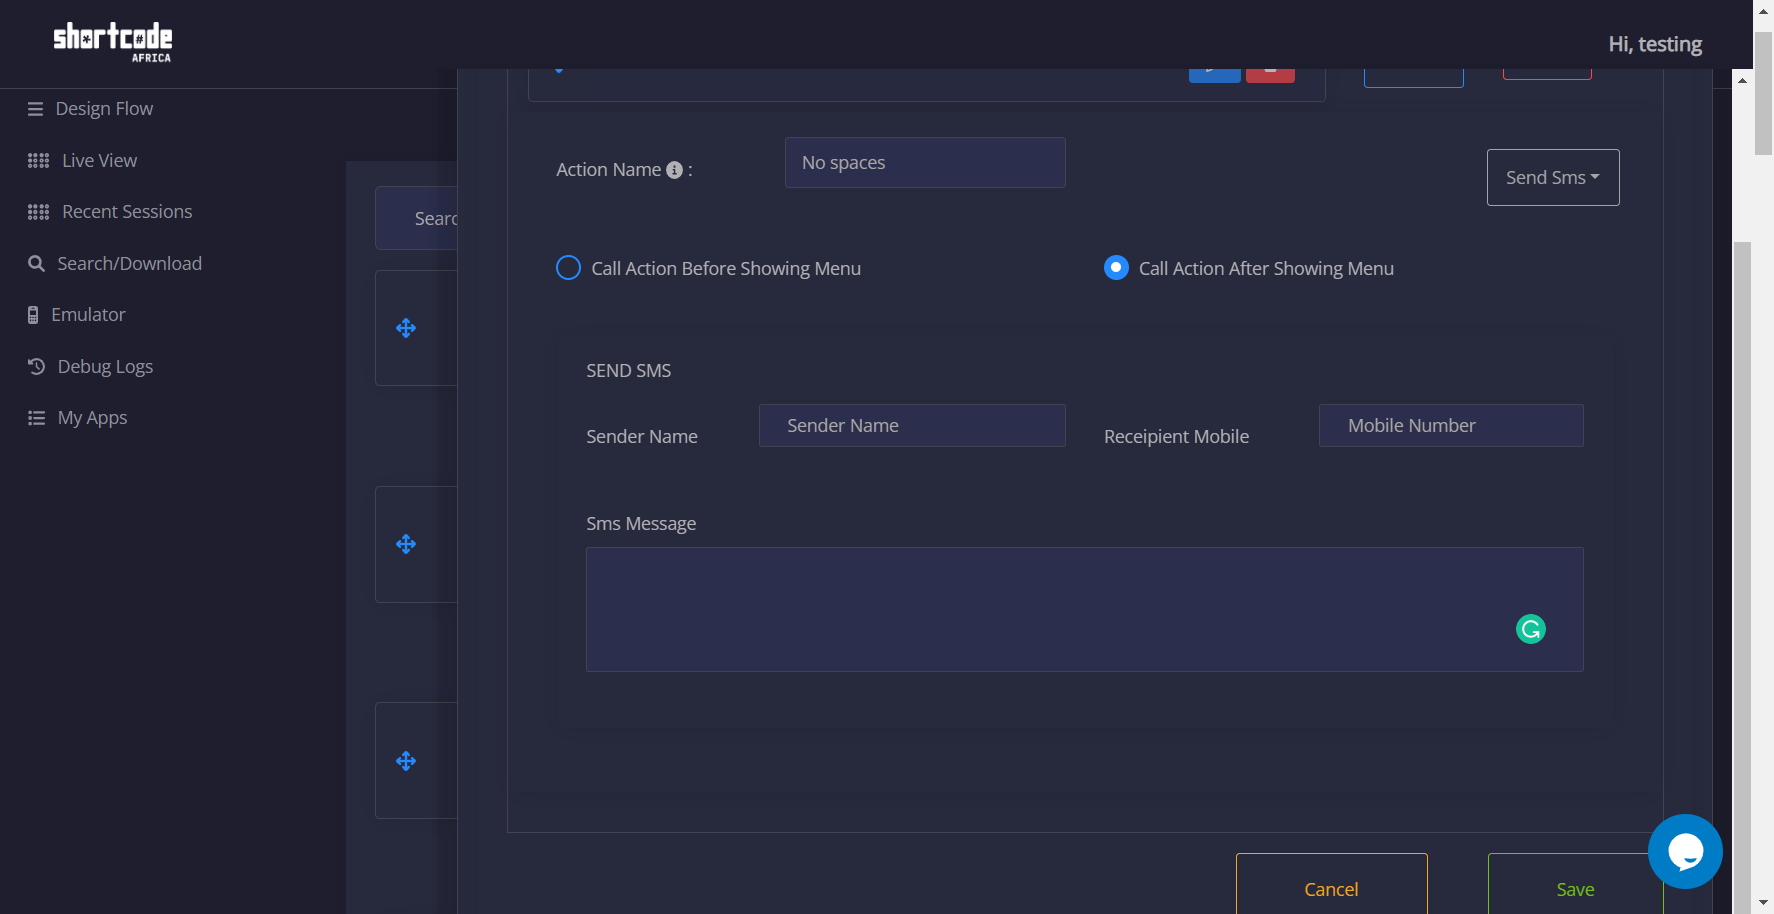 shortcode
AFRICA
Hi, testing
Design Flow
Live View
Recent Sessions
Search/Download
Emulator
Debug Logs
My Apps
Searc
Action Name :
No spaces
Send Sms
Call Action Before Showing Menu
Call Action After Showing Menu
SEND SMS
Sender Name
Sender Name
Receipient Mobile
Mobile Number
Sms Message
Cancel
Save